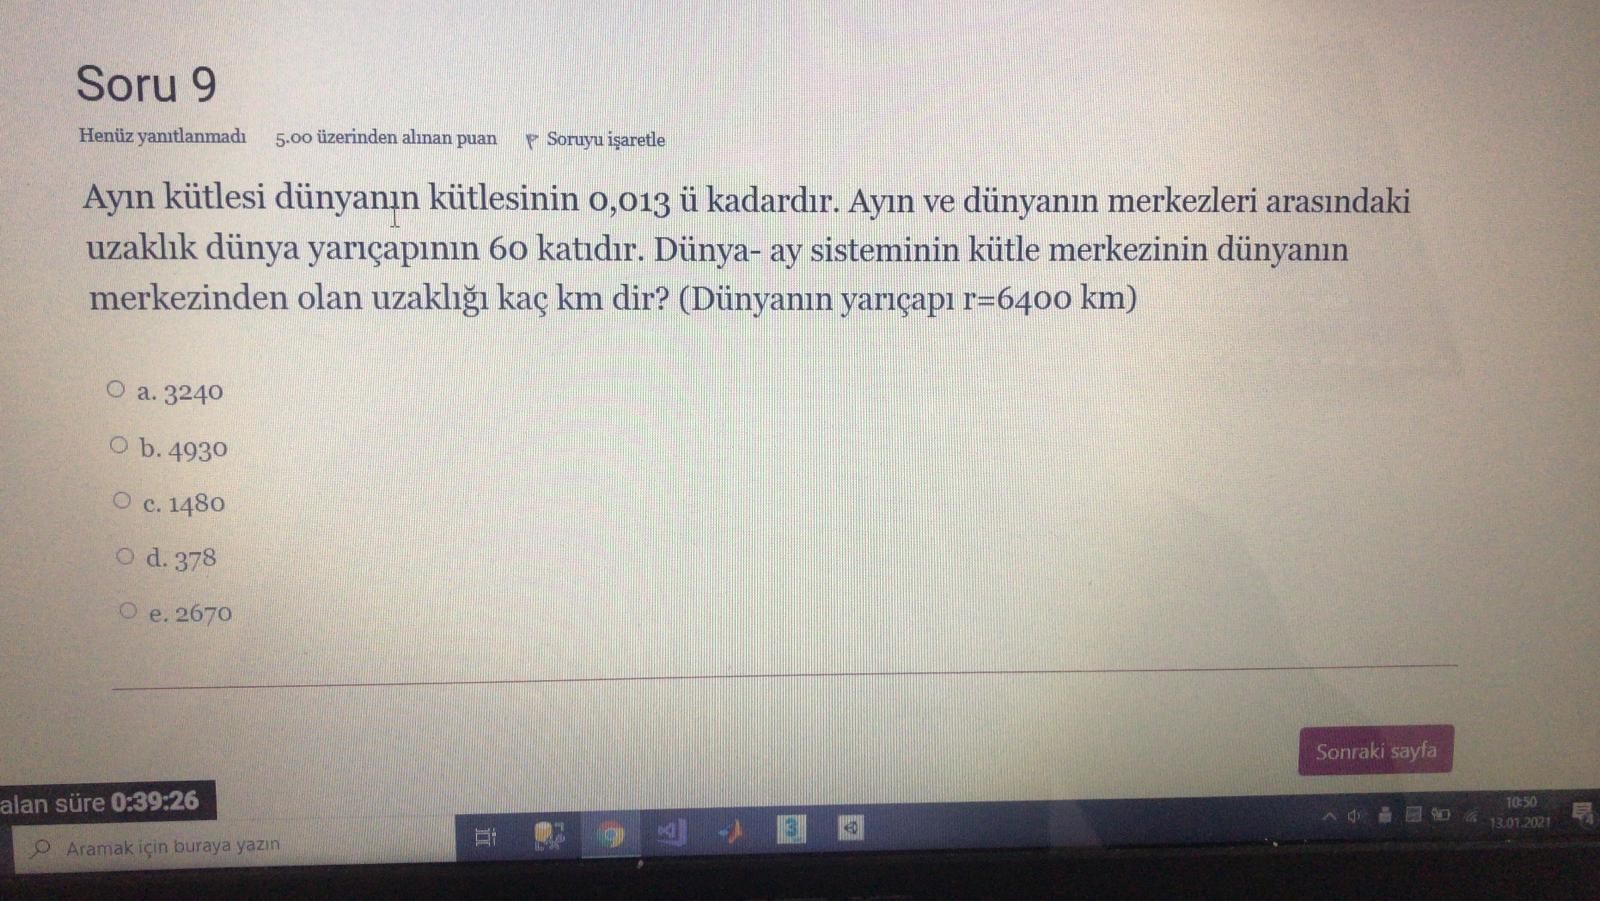 Soru 9
Henüz yanıtlanmadı 5.00 üzerinden alınan puan Soruyu işaretle
Ayın kütlesi dünyanın kütlesinin 0,013 ü kadardır. Ayın ve dünyanın merkezleri arasındaki
uzaklık dünya yarıçapının 60 katıdır. Dünya- ay sisteminin kütle merkezinin dünyanın
merkezinden olan uzaklığı kaç km dir? (Dünyanın yarıçapı r=6400 km)
a. 3240
b. 4930
c. 1480
d. 378
e. 2670
Sonraki sayfa
alan süre 0:39:26
Aramak için buraya yazın
3
10:50
13.01.2021
4